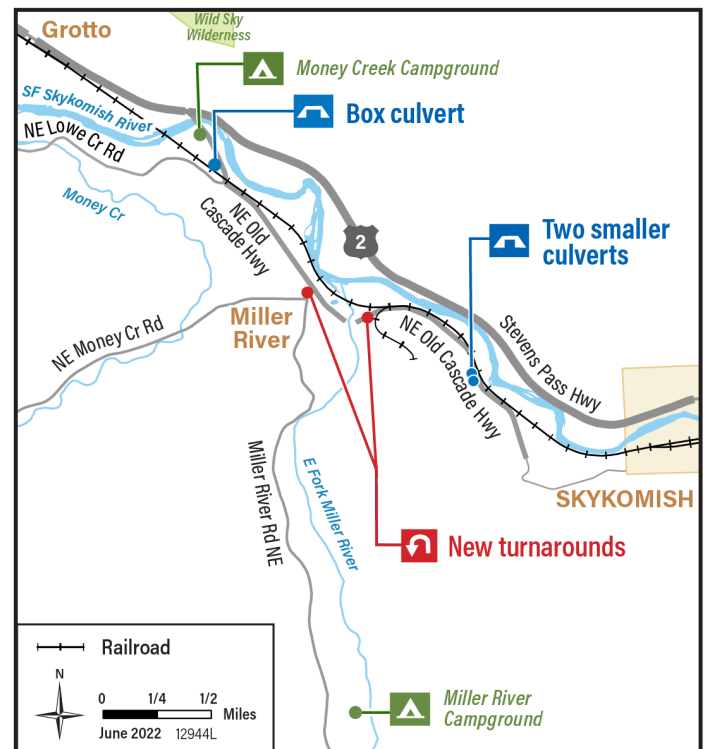 Wild Sky
Wilderness
Grotto
Money Creek Campground
SF Skykomish River
Box culvert
NE Lowe Cr Rd
Money Cr
NE Old
Cascade Hwy
2
Two smaller
culverts
Miller
River
NE Money Cr Rd
NE Old Cascade Hwy
Stevens Pass Hwy
SKYKOMISH
Miller River Rd NE
E Fork Miller River
New turnarounds
Railroad
N
0 1/4 1/2
Miles
June 2022 12944L
Miller River
Campground